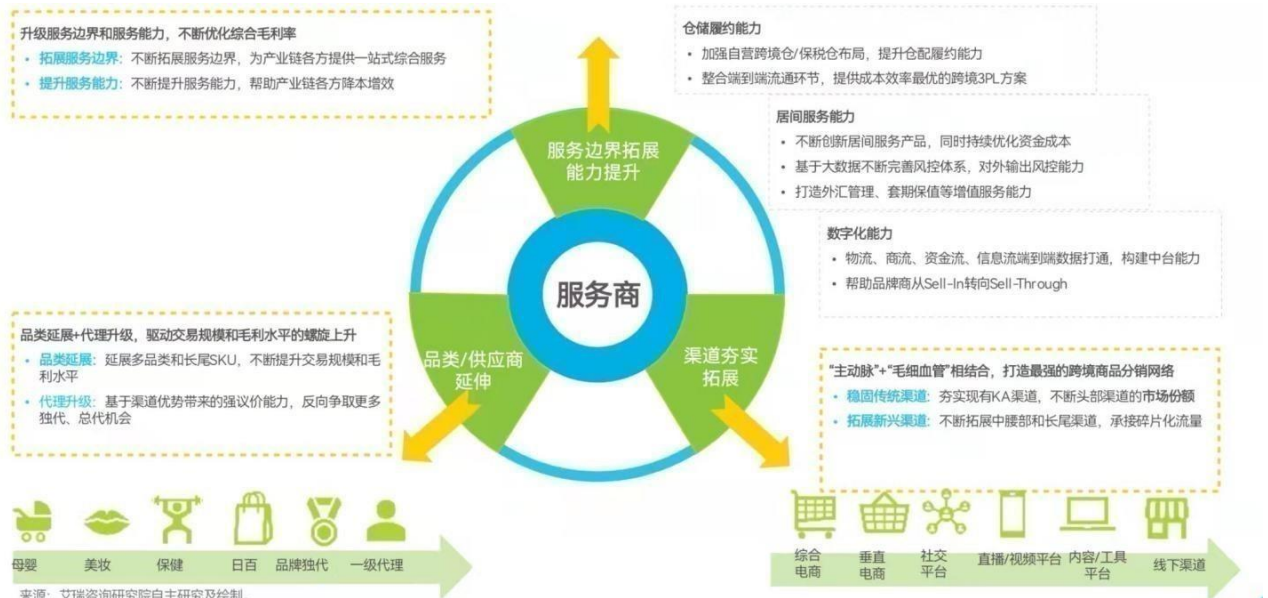 升级服务边界和服务能力，不断优化综合毛利率
• 拓展服务边界：不断拓展服务边界，为产业链各方提供一站式综合服务
• 提升服务能力：不断提升服务能力，帮助产业链各方降本增效
仓储履约能力
• 加强自营跨境仓/保税仓布局，提升仓配履约能力
• 整合端到端流通环节，提供成本效率最优的跨境3PL方案
居间服务能力
• 不断创新居间服务产品，同时持续优化资金成本
• 基于大数据不断完善风控体系，对外输出风控能力
• 打造外汇管理、套期保值等增值服务能力
数字化能力
• 物流、商流、资金流、信息流端到端数据打通，构建中台能力
• 帮助品牌商从Sell-In转向Sell-Through
服务边界拓展
能力提升
服务商
品类/供应商
延伸
渠道夯实
拓展
品类延展+代理升级，驱动交易规模和毛利水平的螺旋上升
• 品类延展：延展多品类和长尾SKU，不断提升交易规模和毛
利水平
• 代理升级：基于渠道优势带来的强议价能力，反向争取更多
独代、总代机会
“主动脉”+“毛细血管”相结合，打造最强的跨境商品分销网络
• 稳固传统渠道：夯实现有KA渠道，不断头部渠道的市场份额
• 拓展新兴渠道：不断拓展中腰部和长尾渠道，承接碎片化流量
母婴 美妆 保健 日百 品牌独代 一级代理
综合
电商
垂直
电商
社交
平台
直播/视频平台
内容/工具
平台
线下渠道
来源：艾瑞咨询研究院自主研究及绘制